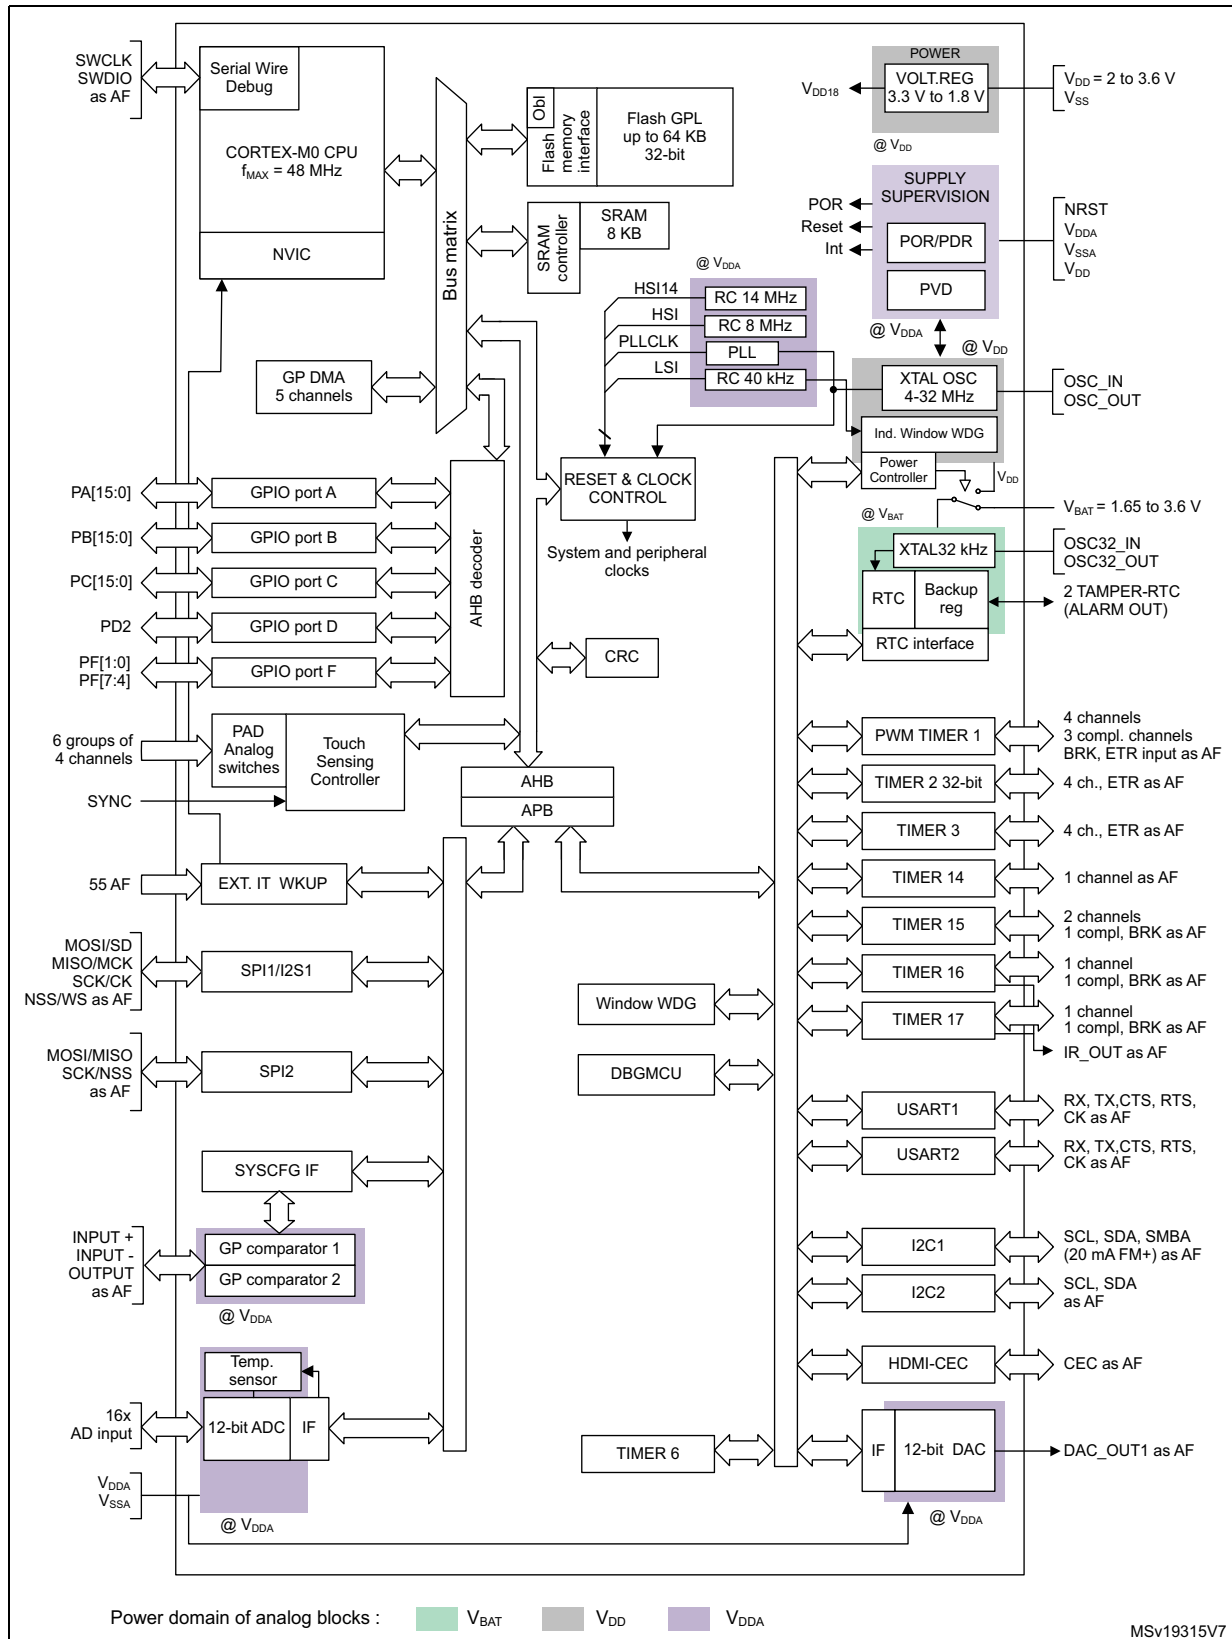 SWCLK
SWDIO
as AF
Serial Wire
Debug
CORTEX-M0 CPU
fMAX = 48 MHz
NVIC
Bus matrix
Obl
Flash
memory
interface
Flash GPL
up to 64 KB
32-bit
SRAM
controller
SRAM
8 KB
POWER
VOLT.REG
3.3 V to 1.8 V
VDD18
VDD = 2 to 3.6 V
VSS
@ VDD
SUPPLY
SUPERVISION
POR/PDR
PVD
POR
Reset
Int
NRST
VDDA
VSSA
VDD
@ VDDA
@ VDD
@ VDDA
HSI14
HSI
PLLCLK
LSI
RC 14 MHz
RC 8 MHz
PLL
RC 40 kHz
XTAL OSC
4-32 MHz
OSC_IN
OSC_OUT
Ind. Window WDG
Power
Controller
VDD
VBAT = 1.65 to 3.6 V
@ VBAT
XTAL32 kHz
OSC32_IN
OSC32_OUT
RTC
Backup
reg
2 TAMPER-RTC
(ALARM OUT)
RTC interface
GP DMA
5 channels
RESET & CLOCK
CONTROL
System and peripheral
clocks
PA[15:0]
GPIO port A
PB[15:0]
GPIO port B
PC[15:0]
GPIO port C
PD2
GPIO port D
PF[1:0]
PF[7:4]
GPIO port F
AHB decoder
CRC
6 groups of
4 channels
PAD
Analog
switches
Touch
Sensing
Controller
SYNC
AHB
APB
55 AF
EXT. IT WKUP
MOSI/SD
MISO/MCK
SCK/CK
NSS/WS as AF
SPI1/I2S1
MOSI/MISO
SCK/NSS
as AF
SPI2
SYSCFG IF
INPUT +
INPUT -
OUTPUT
as AF
GP comparator 1
GP comparator 2
@ VDDA
Temp.
sensor
16x
AD input
12-bit ADC
IF
VDDA
VSSA
@ VDDA
Window WDG
DBGMCU
TIMER 6
PWM TIMER 1
4 channels
3 compl. channels
BRK, ETR input as AF
TIMER 2 32-bit
4 ch., ETR as AF
TIMER 3
4 ch., ETR as AF
TIMER 14
1 channel as AF
TIMER 15
2 channels
1 compl, BRK as AF
TIMER 16
1 channel
1 compl, BRK as AF
TIMER 17
1 channel
1 compl, BRK as AF
IR_OUT as AF
USART1
RX, TX,CTS, RTS,
CK as AF
USART2
RX, TX,CTS, RTS,
CK as AF
I2C1
SCL, SDA, SMBA
(20 mA FM+) as AF
I2C2
SCL, SDA
as AF
HDMI-CEC
CEC as AF
IF
12-bit DAC
DAC_OUT1 as AF
@ VDDA
Power domain of analog blocks :
VBAT
VDD
VDDA
MSv19315V7